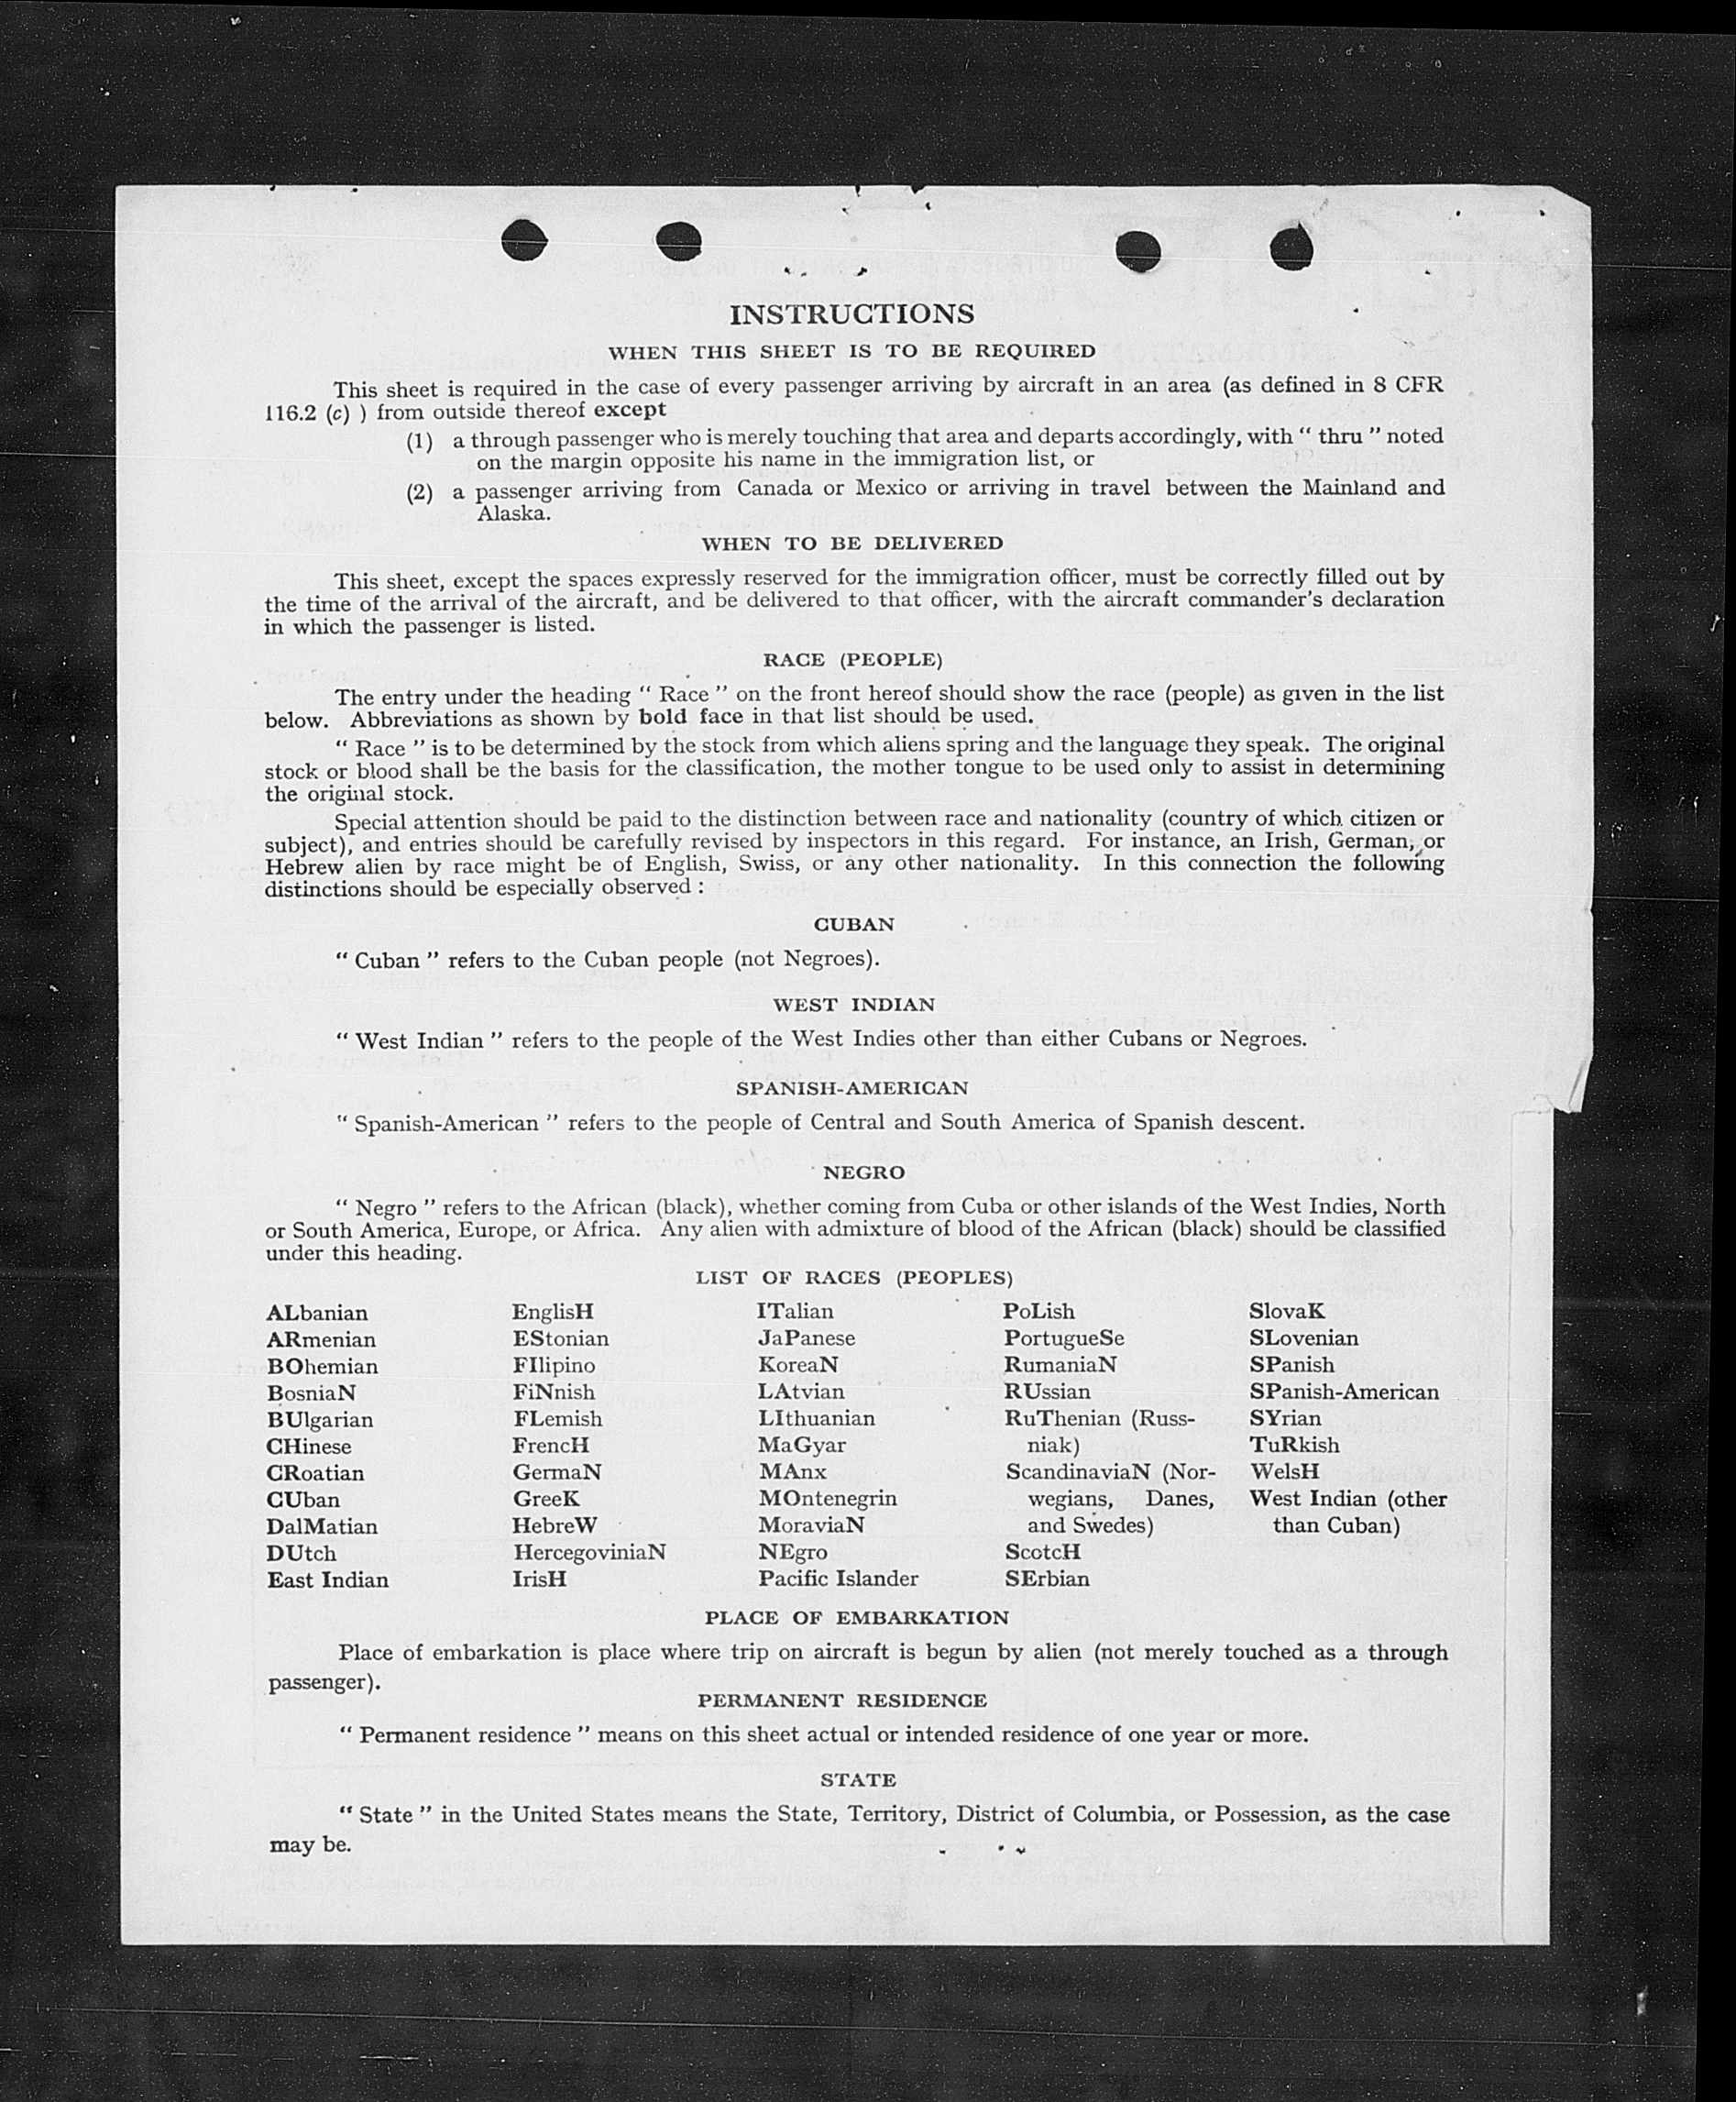 INSTRUCTIONS
WHEN THIS SHEET IS TO BE REQUIRED
This sheet is required in the case of every passenger arriving by aircraft in an area (as defined in 8 CFR
116.2 (c) ) from outside thereof except
(1) a through passenger who is merely touching that area and departs accordingly, with “ thru ” noted
on the margin opposite his name in the immigration list, or
(2) a passenger arriving from Canada or Mexico or arriving in travel between the Mainland and
Alaska.
WHEN TO BE DELIVERED
This sheet, except the spaces expressly reserved for the immigration officer, must be correctly filled out by
the time of the arrival of the aircraft, and be delivered to that officer, with the aircraft commander’s declaration
in which the passenger is listed.
RACE (PEOPLE)
The entry under the heading “ Race ” on the front hereof should show the race (people) as given in the list
below. Abbreviations as shown by bold face in that list should be used.
“ Race ” is to be determined by the stock from which aliens spring and the language they speak. The original
stock or blood shall be the basis for the classification, the mother tongue to be used only to assist in determining
the original stock.
Special attention should be paid to the distinction between race and nationality (country of which citizen or
subject), and entries should be carefully revised by inspectors in this regard. For instance, an Irish, German, or
Hebrew alien by race might be of English, Swiss, or any other nationality. In this connection the following
distinctions should be especially observed :
CUBAN
“ Cuban ” refers to the Cuban people (not Negroes).
WEST INDIAN
“ West Indian ” refers to the people of the West Indies other than either Cubans or Negroes.
SPANISH-AMERICAN
“ Spanish-American ” refers to the people of Central and South America of Spanish descent.
NEGRO
“ Negro ” refers to the African (black), whether coming from Cuba or other islands of the West Indies, North
or South America, Europe, or Africa. Any alien with admixture of blood of the African (black) should be classified
under this heading.
LIST OF RACES (PEOPLES)
ALbanian
ARmenian
BOhemian
BosniaN
BUlgarian
CHinese
CRoatian
CUban
DalMatian
DUtch
East Indian
EnglisH
EStonian
FIlipino
FiNnish
FLemish
FrencH
GermaN
GreeK
HebreW
HercegoviniaN
IrisH
ITalian
JaPanese
KoreaN
LAtvian
LIthuanian
MaGyar
MAnx
MOntenegrin
MoraviaN
NEgro
Pacific Islander
PoLish
PortugueSe
RumaniaN
RUssian
RuThenian (Russ-
niak)
ScandinaviaN (Nor-
wegians, Danes,
and Swedes)
ScotcH
SErbian
SlovaK
SLovenian
SPanish
SPanish-American
SYrian
TuRkish
WelsH
West Indian (other
than Cuban)
PLACE OF EMBARKATION
Place of embarkation is place where trip on aircraft is begun by alien (not merely touched as a through
passenger).
PERMANENT RESIDENCE
“ Permanent residence ” means on this sheet actual or intended residence of one year or more.
STATE
“ State ” in the United States means the State, Territory, District of Columbia, or Possession, as the case
may be.